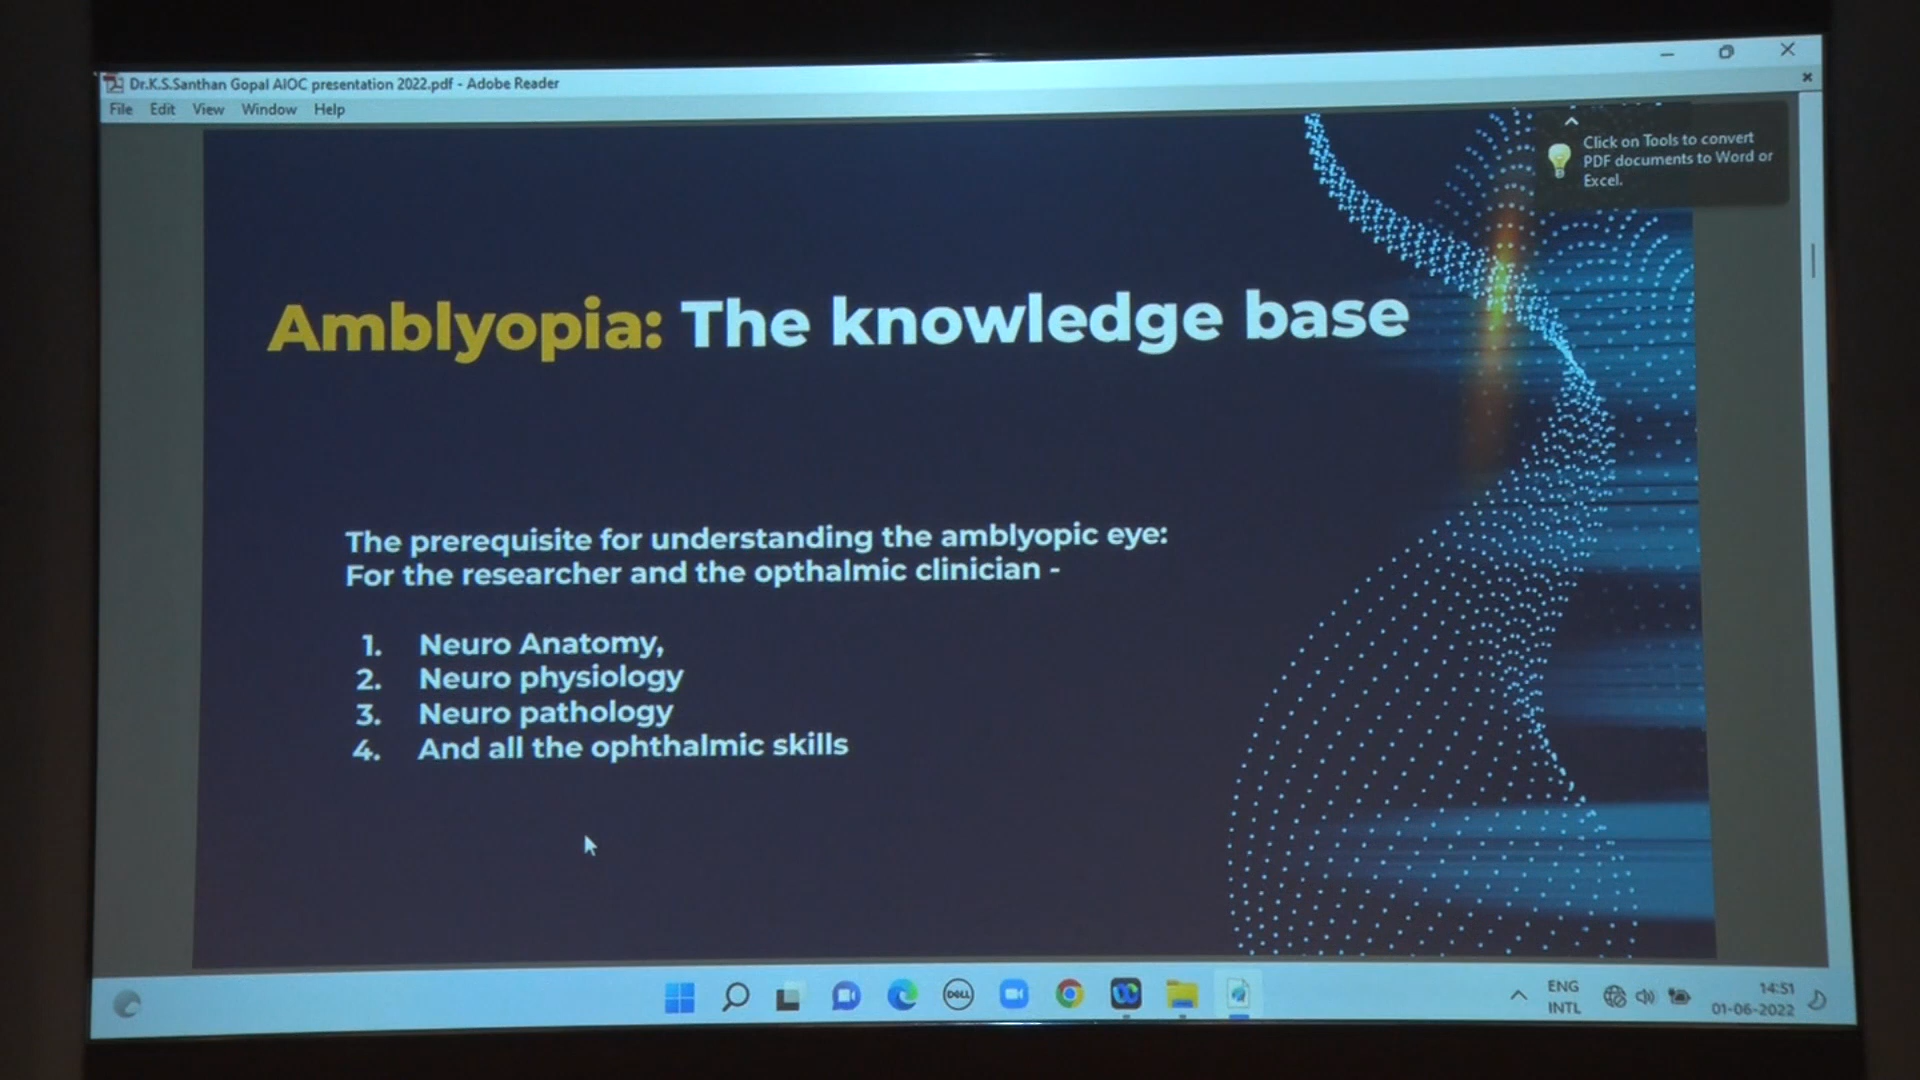 Dr.K.S.Santhan Gopal AIOC presentation 2022.pdf - Adobe Reader
File Edit View Window Help
Click on Tools to convert
PDF documents to Word or
Excel.
Amblyopia: The knowledge base
The prerequisite for understanding the amblyopic eye:
For the researcher and the opthalmic clinician -
1. Neuro Anatomy,
2. Neuro physiology
3. Neuro pathology
4. And all the ophthalmic skills
DELL
ENG
INTL
14:51
01-06-2022